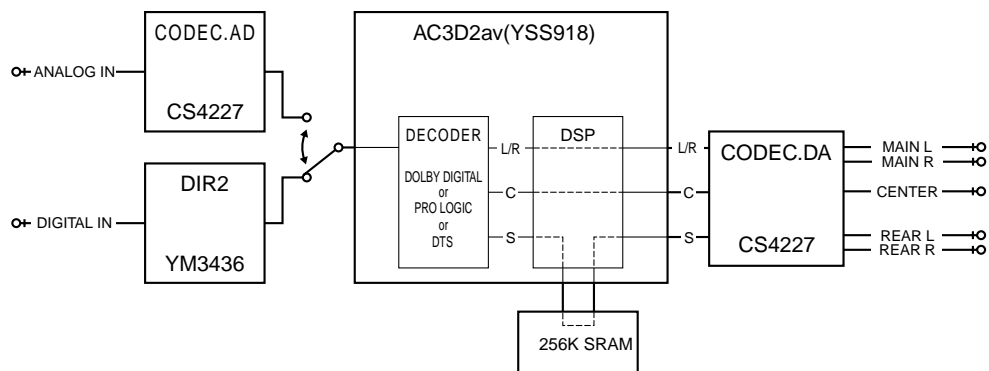 CODEC.AD
AC3D2av(YSS918)
ANALOG IN
CS4227
DECODER
DSP
L/R
L/R
CODEC.DA
MAIN L
MAIN R
DIR2
DOLBY DIGITAL
or
PRO LOGIC
or
DTS
C
C
CENTER
DIGITAL IN
S
S
REAR L
REAR R
YM3436
CS4227
256K SRAM